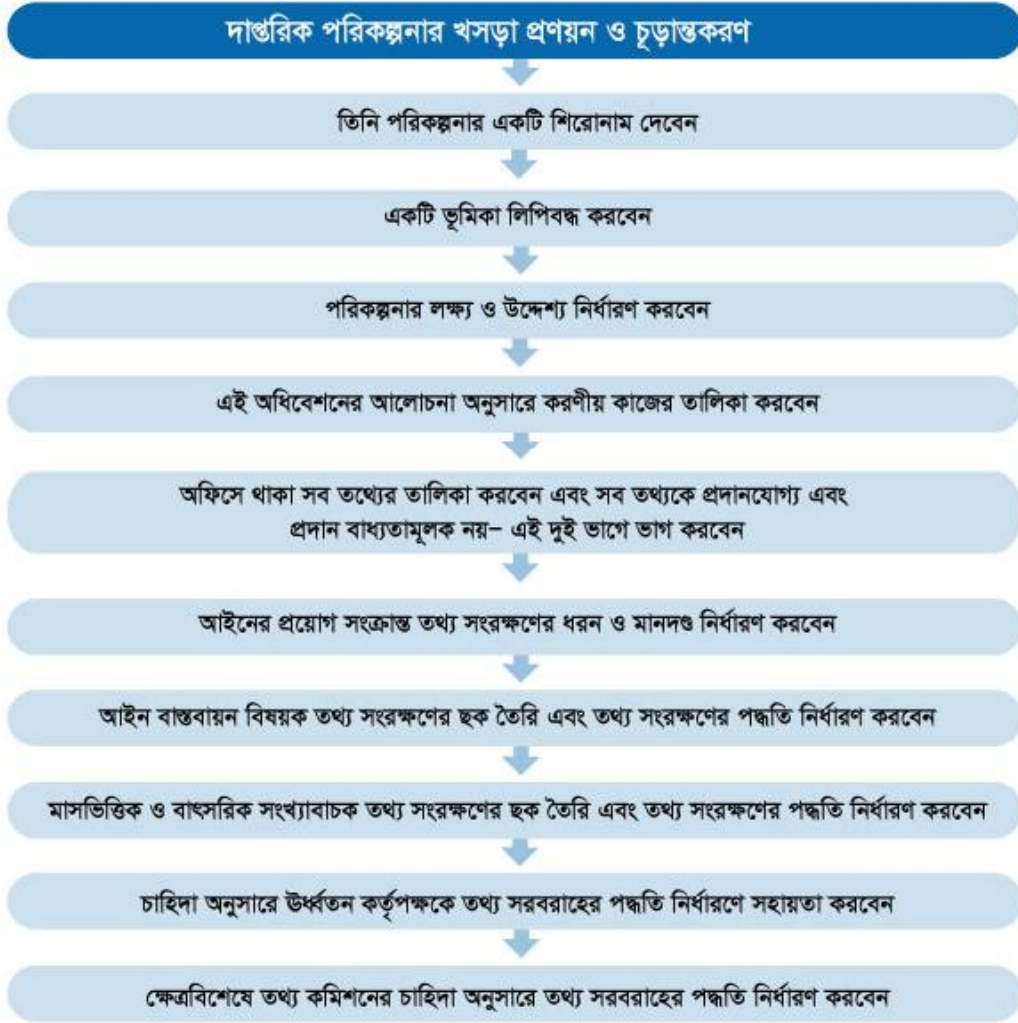 দাপ্তরিক পরিকল্পনার খসড়া প্রণয়ন ও চূড়ান্তকরণ
তিনি পরিকল্পনার একটি শিরোনাম দেবেন
একটি ভূমিকা লিপিবদ্ধ করবেন
পরিকল্পনার লক্ষ্য ও উদ্দেশ্য নির্ধারণ করবেন
এই অধিবেশনের আলোচনা অনুসারে করণীয় কাজের তালিকা করবেন
অফিসে থাকা সব তথ্যের তালিকা করবেন এবং সব তথ্যকে প্রদানযোগ্য এবং
প্রদান বাধ্যতামূলক নয়– এই দুই ভাগে ভাগ করবেন
আইনের প্রয়োগ সংক্রান্ত তথ্য সংরক্ষণের ধরন ও মানদণ্ড নির্ধারণ করবেন
আইন বাস্তবায়ন বিষয়ক তথ্য সংরক্ষণের ছক তৈরি এবং তথ্য সংরক্ষণের পদ্ধতি নির্ধারণ করবেন
মাসভিত্তিক ও বাৎসরিক সংখ্যাবাচক তথ্য সংরক্ষণের ছক তৈরি এবং তথ্য সংরক্ষণের পদ্ধতি নির্ধারণ করবেন
চাহিদা অনুসারে ঊর্ধ্বতন কর্তৃপক্ষকে তথ্য সরবরাহের পদ্ধতি নির্ধারণে সহায়তা করবেন
ক্ষেত্রবিশেষে তথ্য কমিশনের চাহিদা অনুসারে তথ্য সরবরাহের পদ্ধতি নির্ধারণ করবেন